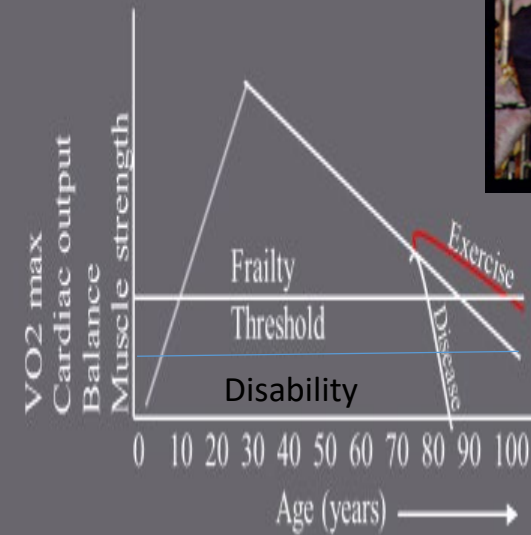 VO2 max
Cardiac output
Balance
Muscle strength
Frailty
Threshold
Disability
Exercise
Disease
0 10 20 30 40 50 60 70 80 90 100
Age (years)